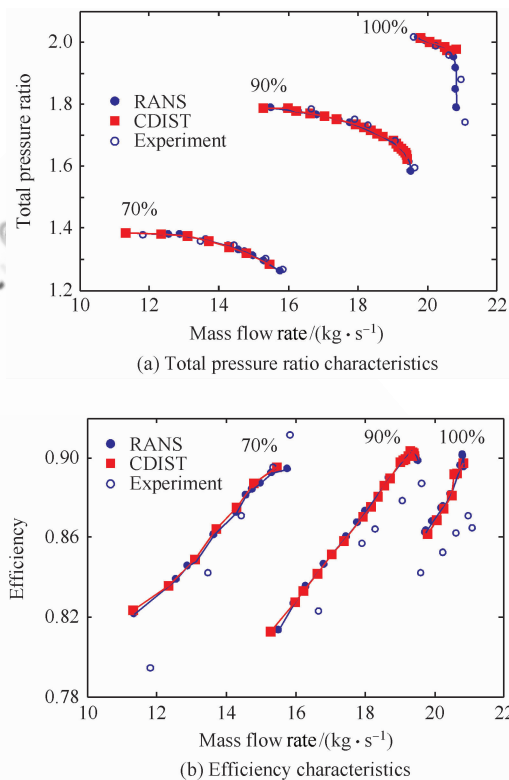 2.0
1.8
1.6
1.4
1.2
Total pressure ratio
100%
90%
70%
RANS
CDIST
Experiment
10 12 14 16 18 20 22
Mass flow rate/(kg · s⁻¹)
(a) Total pressure ratio characteristics
0.90
0.86
0.82
0.78
Efficiency
RANS
CDIST
Experiment
70%
90%
100%
10 12 14 16 18 20 22
Mass flow rate/(kg · s⁻¹)
(b) Efficiency characteristics